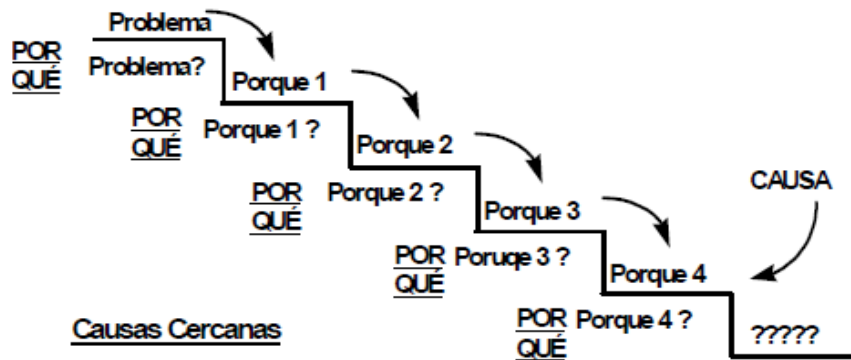 Problema
POR
QUÉ
Problema?
Porque 1
POR
QUÉ
Porque 1 ?
Porque 2
POR
QUÉ
Porque 2 ?
CAUSA
Porque 3
POR
QUÉ
Poruqe 3 ?
Porque 4
POR
QUÉ
Porque 4 ?
?????
Causas Cercanas